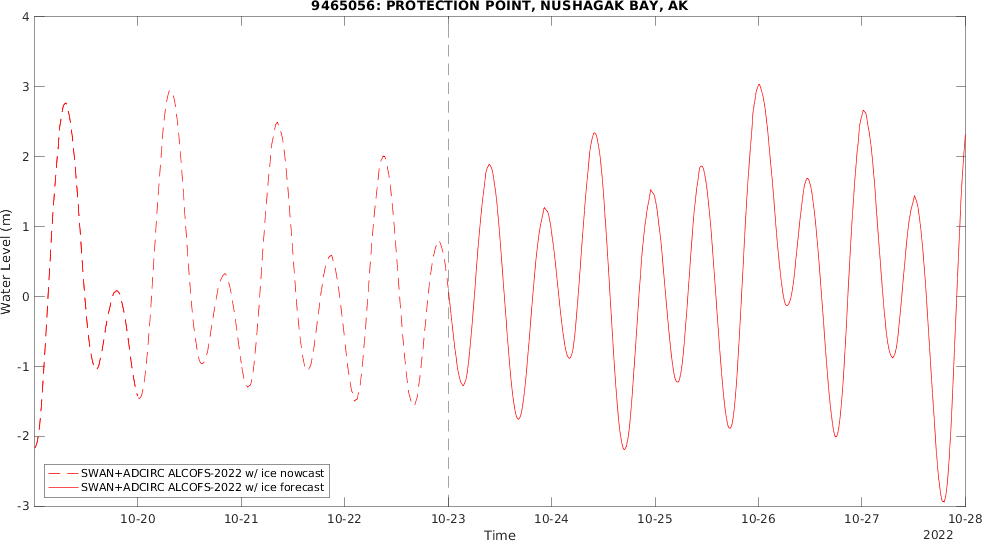 9465056: PROTECTION POINT, NUSHAGAK BAY, AK
4
3
2
1
0
-1
-2
-3
Water Level (m)
SWAN+ADCIRC ALCOFS-2022 w/ ice nowcast
SWAN+ADCIRC ALCOFS-2022 w/ ice forecast
10-20 10-21 10-22 10-23 10-24 10-25 10-26 10-27 10-28
Time
2022